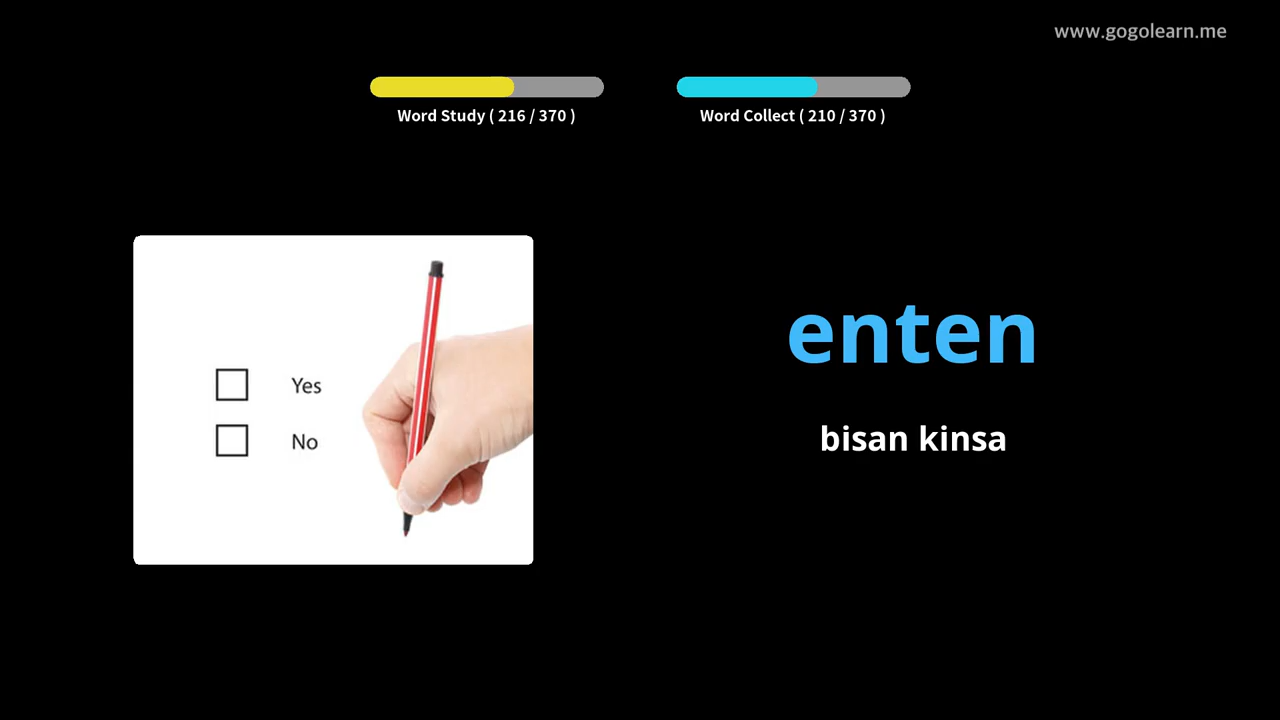 www.gogolearn.me
Word Study ( 216 / 370 )
Word Collect ( 210 / 370 )
Yes
No
enten
bisan kinsa